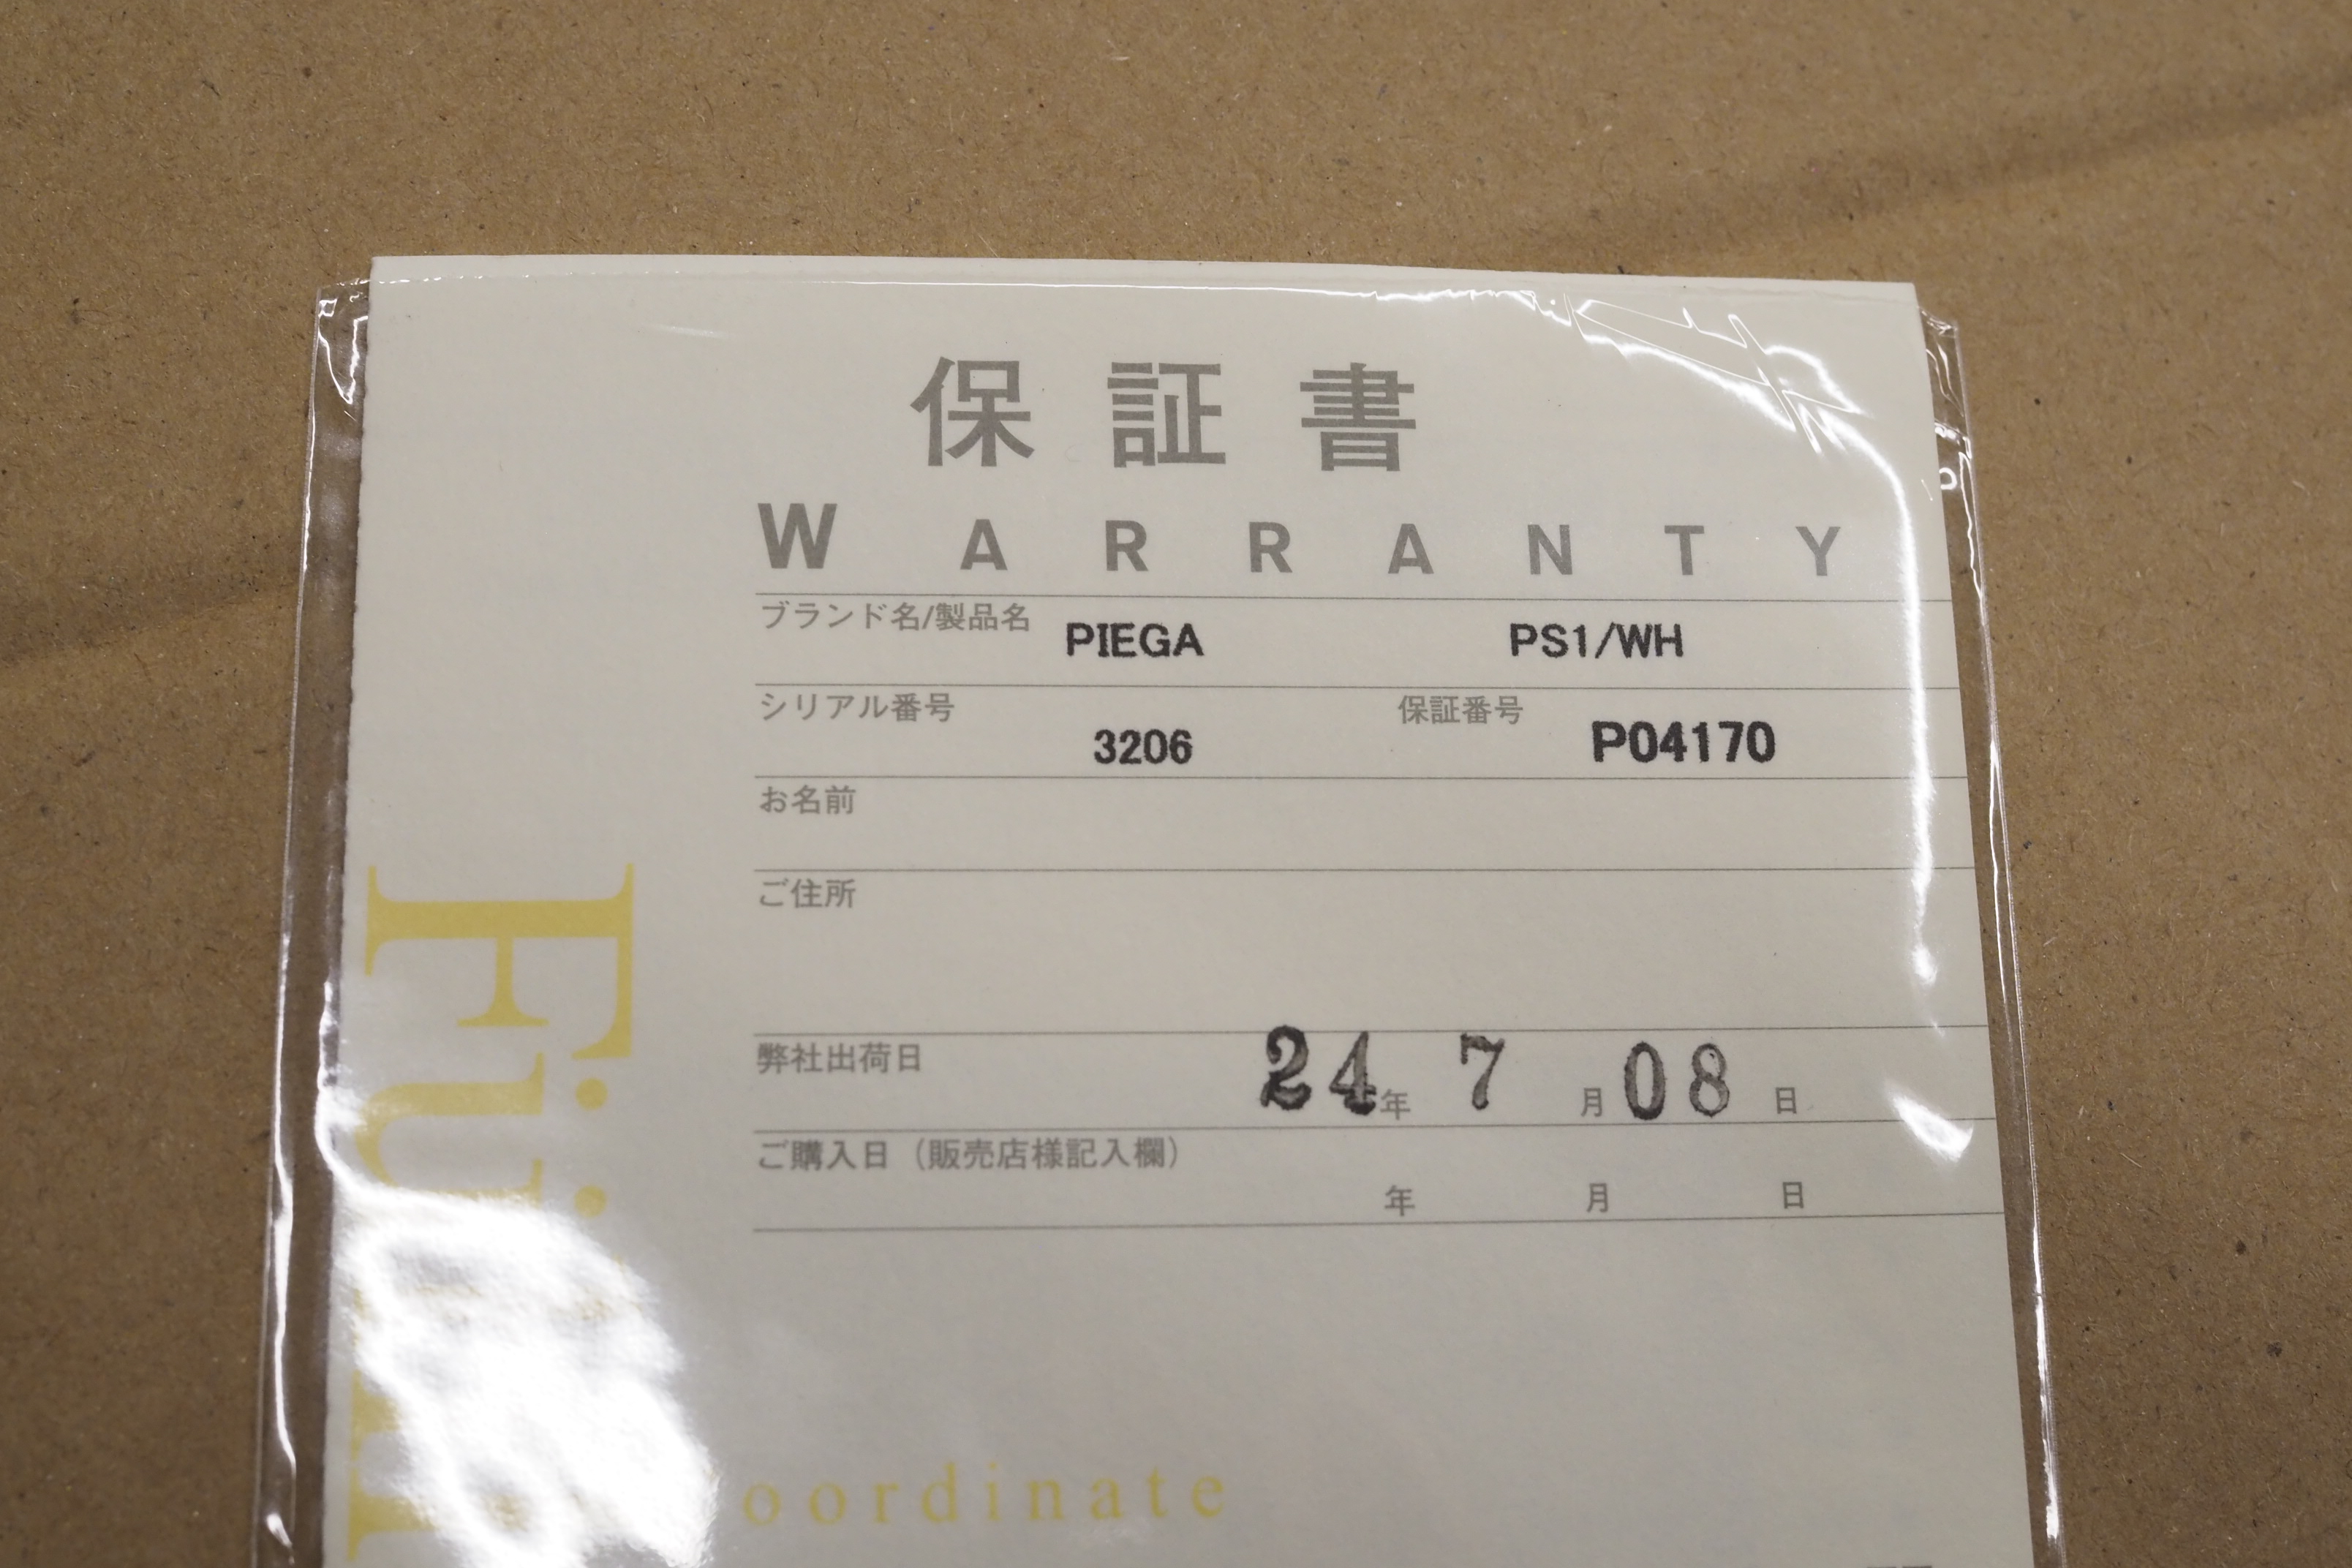 保証書
WARRANTY
ブランド名/製品名 PIEGA PS1/WH
シリアル番号 3206 保証番号 P04170
お名前
ご住所
弊社出荷日 24年 7月 08日
ご購入日（販売店様記入欄）
年 月 日
oordinate